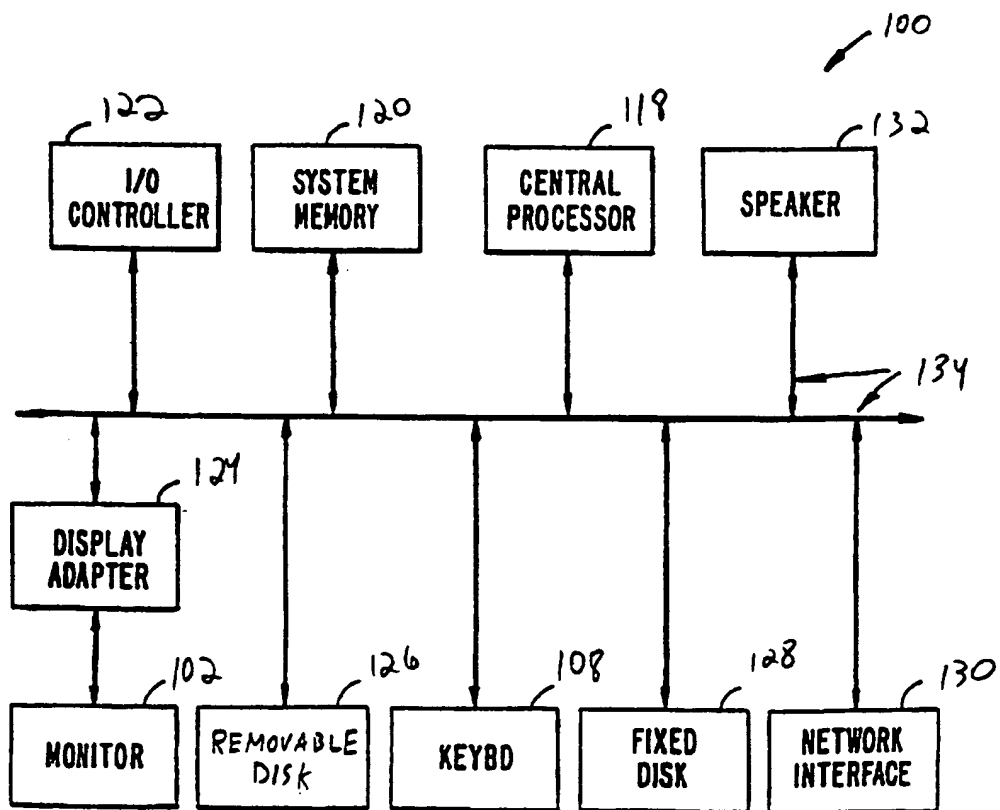 100
122
120
118
132
I/O
CONTROLLER
SYSTEM
MEMORY
CENTRAL
PROCESSOR
SPEAKER
134
124
DISPLAY
ADAPTER
102
126
108
128
130
MONITOR
REMOVABLE
DISK
KEYBD
FIXED
DISK
NETWORK
INTERFACE